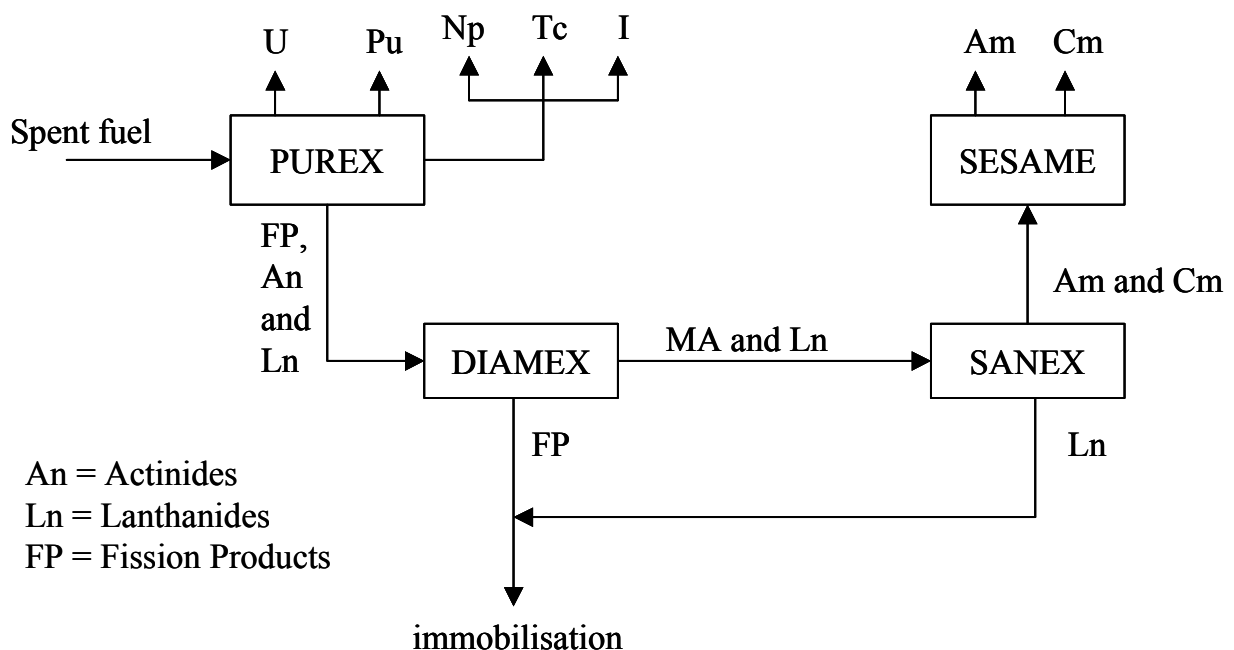 U
Pu
Np
Tc
I
Am
Cm
Spent fuel
PUREX
SESAME
FP,
An
and
Ln
Am and Cm
DIAMEX
MA and Ln
SANEX
FP
Ln
An = Actinides
Ln = Lanthanides
FP = Fission Products
immobilisation